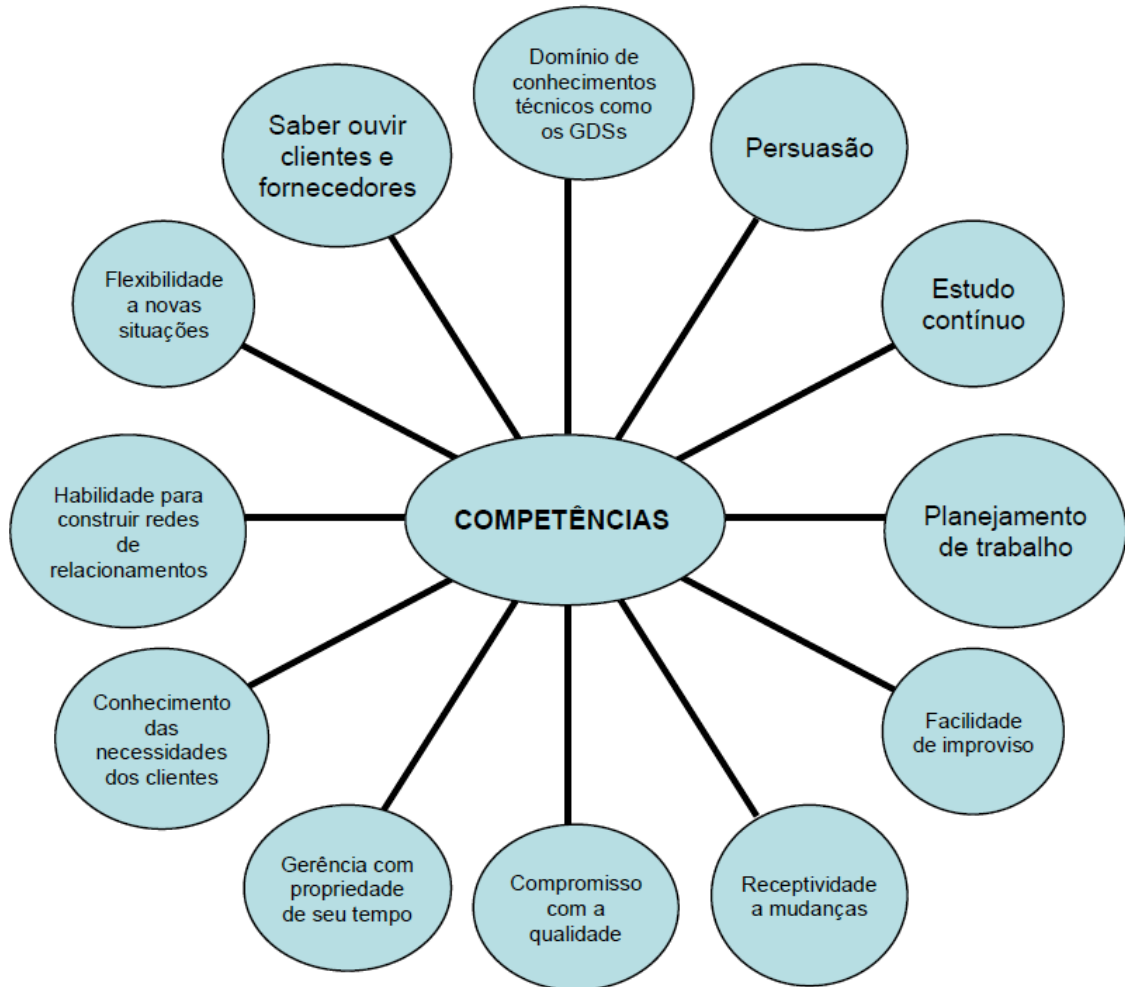 Domínio de
conhecimentos
técnicos como
os GDSs
Persuasão
Estudo
contínuo
Planejamento
de trabalho
Facilidade
de improviso
Receptividade
a mudanças
Compromisso
com a
qualidade
Gerência com
propriedade
de seu tempo
Conhecimento
das
necessidades
dos clientes
Habilidade para
construir redes
de
relacionamentos
Flexibilidade
a novas
situações
Saber ouvir
clientes e
fornecedores
COMPETÊNCIAS